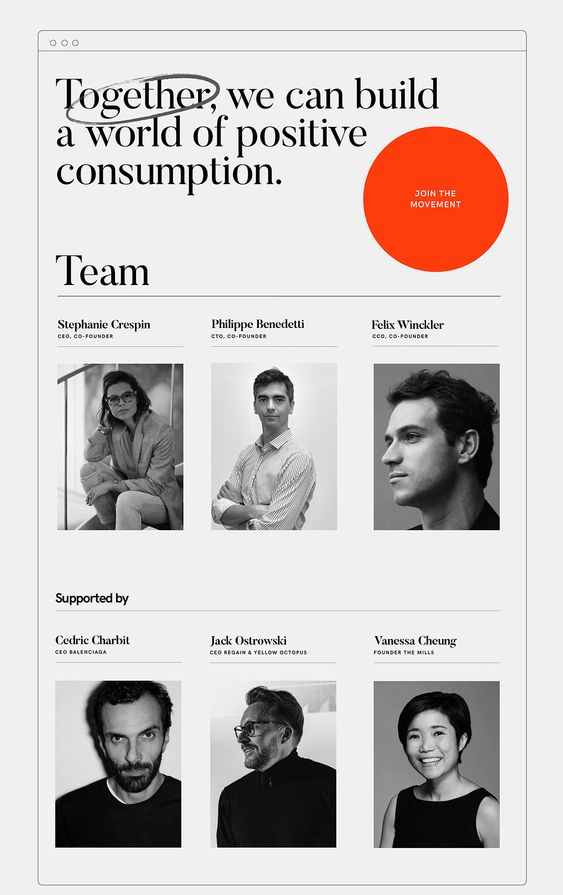 Together, we can build
a world of positive
consumption.
JOIN THE
MOVEMENT
Team
Stephanie Crespin
CEO, CO-FOUNDER
Philippe Benedetti
CTO, CO-FOUNDER
Felix Winckler
CCO, CO-FOUNDER
Supported by
Cedric Charbit
CEO BALENCIAGA
Jack Ostrowski
CEO REGAIN & YELLOW OCTOPUS
Vanessa Cheung
FOUNDER THE MILLS